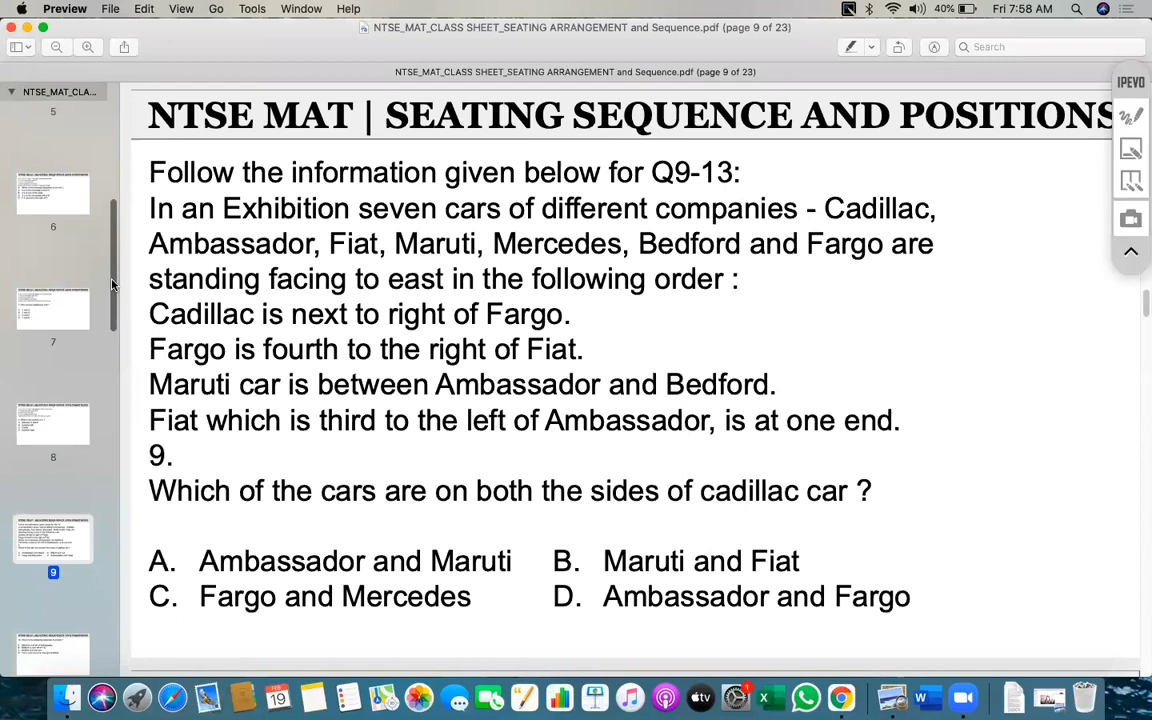 Preview File Edit View Go Tools Window Help 40% Fri 7:58 AM
NTSE_MAT_CLASS SHEET_SEATING ARRANGEMENT and Sequence.pdf (page 9 of 23)
Search
NTSE_MAT_CLASS SHEET_SEATING ARRANGEMENT and Sequence.pdf (page 9 of 23)
NTSE_MAT_CLA...
IPEVO
5
6
7
8
9
NTSE MAT | SEATING SEQUENCE AND POSITIONS
Follow the information given below for Q9-13:
In an Exhibition seven cars of different companies - Cadillac,
Ambassador, Fiat, Maruti, Mercedes, Bedford and Fargo are
standing facing to east in the following order :
Cadillac is next to right of Fargo.
Fargo is fourth to the right of Fiat.
Maruti car is between Ambassador and Bedford.
Fiat which is third to the left of Ambassador, is at one end.
9.
Which of the cars are on both the sides of cadillac car ?
A. Ambassador and Maruti B. Maruti and Fiat
C. Fargo and Mercedes D. Ambassador and Fargo
FEB
19
1
tv
X
W